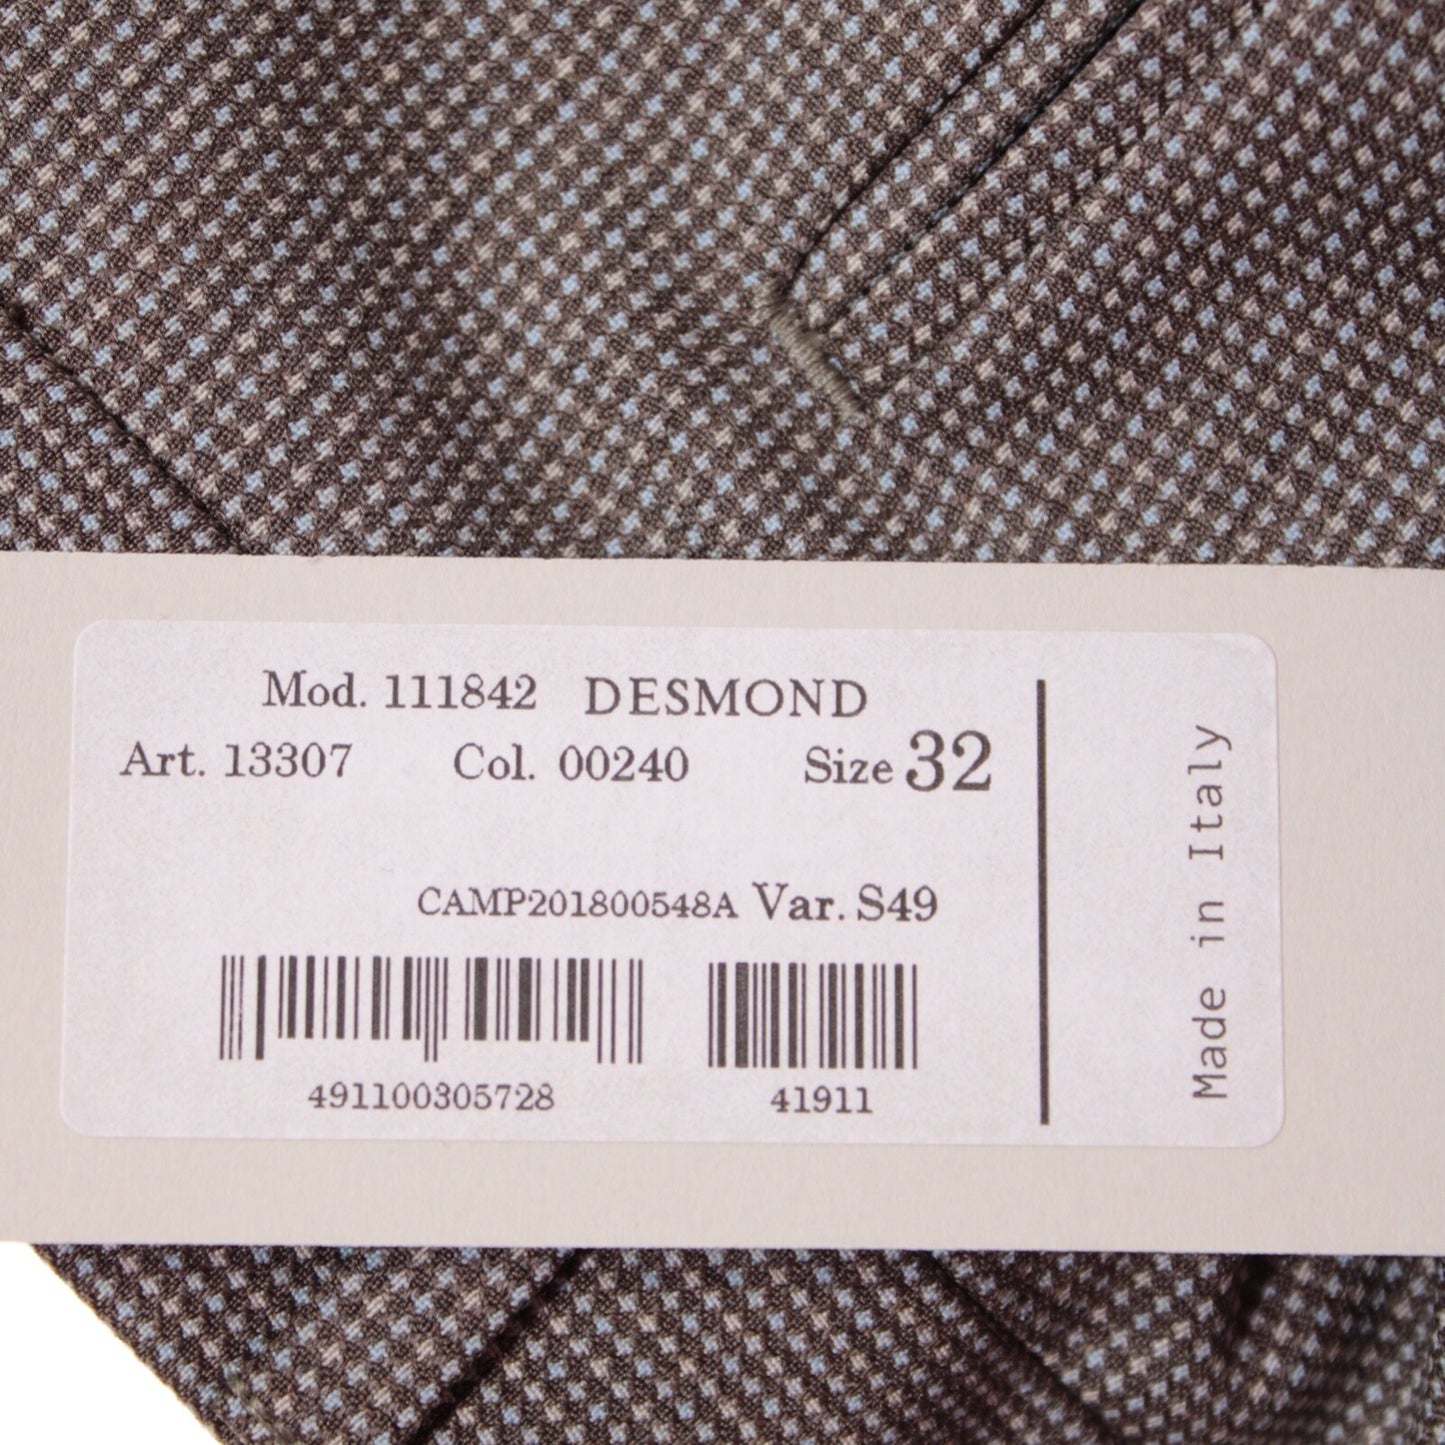 Mod. 111842 DESMOND
Art. 13307 Col. 00240 Size 32
CAMP201800548A Var. S49
491100305728 41911
Made in Italy